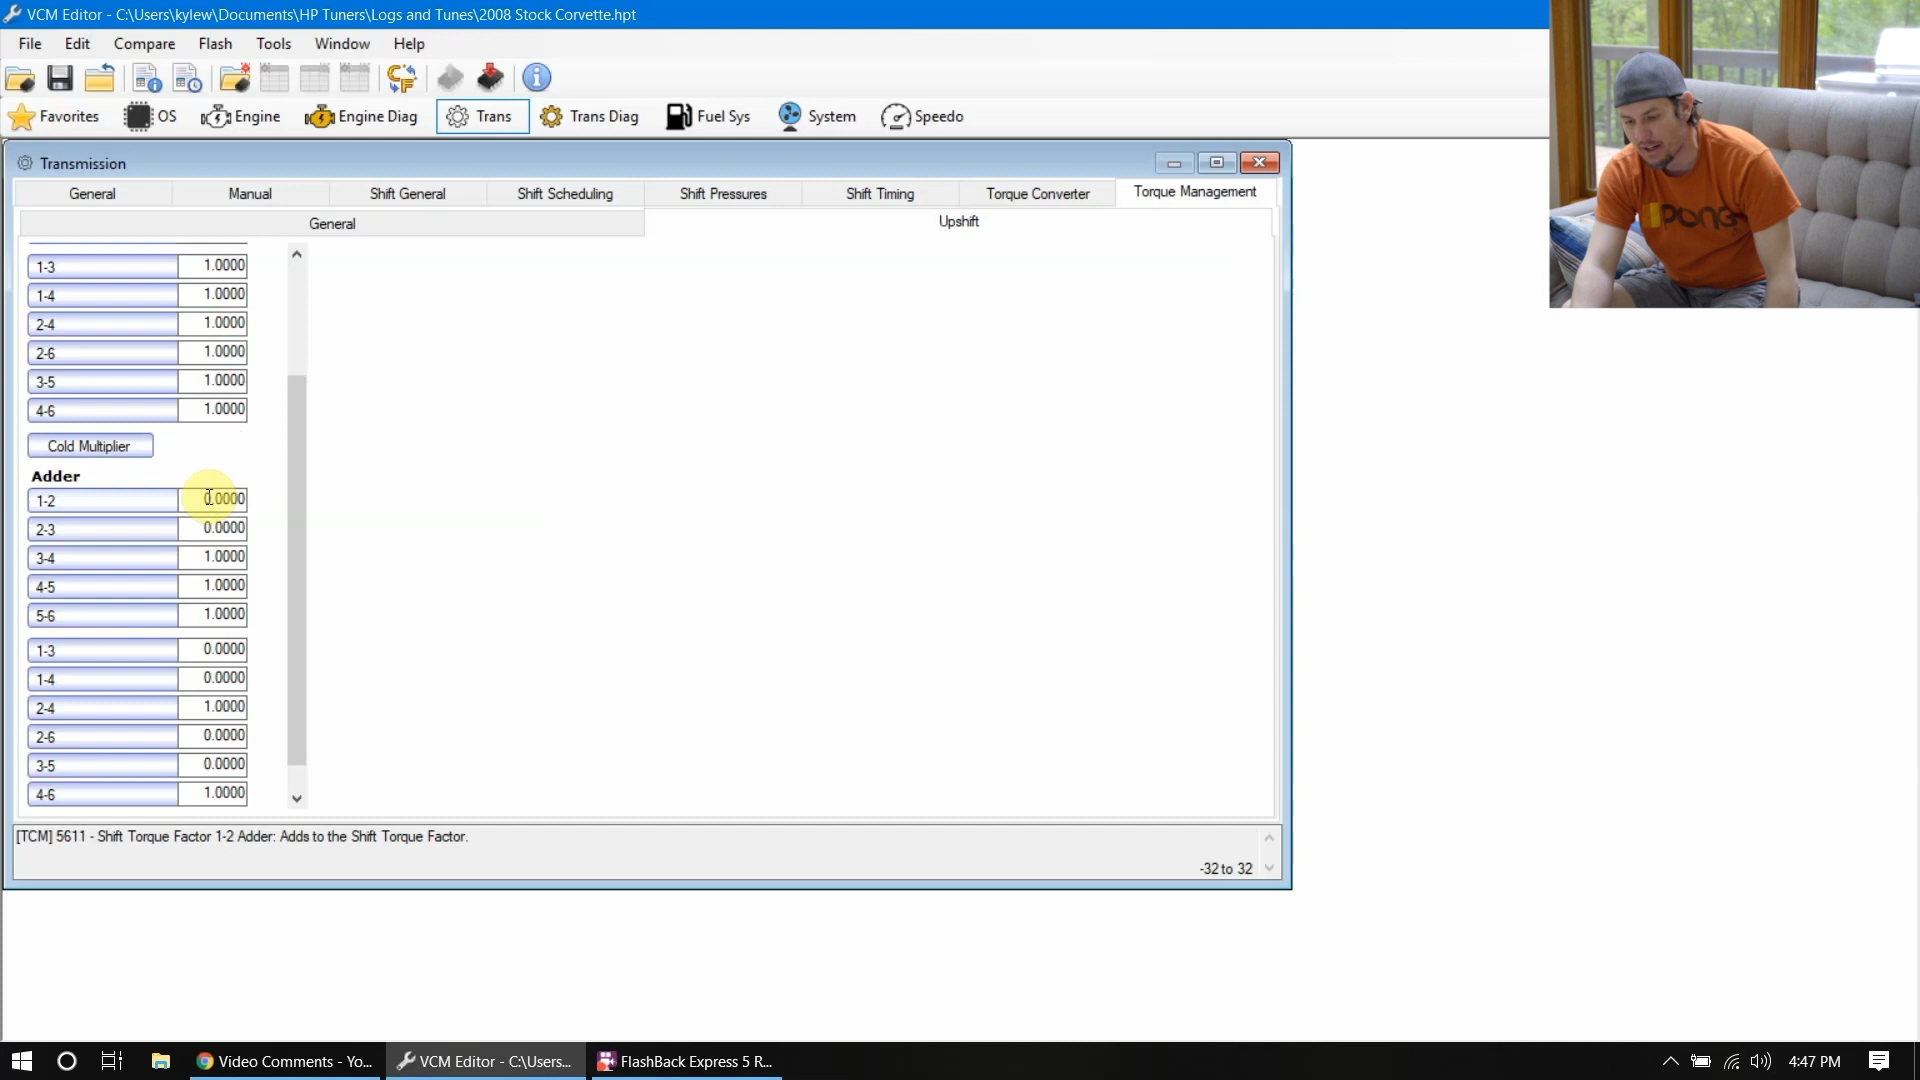 VCM Editor - C:\Users\kylew\Documents\HP Tuners\Logs and Tunes\2008 Stock Corvette.hpt
File Edit Compare Flash Tools Window Help
Favorites OS Engine Engine Diag Trans Trans Diag Fuel Sys System Speedo
Transmission
General Manual Shift General Shift Scheduling Shift Pressures Shift Timing Torque Converter Torque Management
General Upshift
1-3 1.0000
1-4 1.0000
2-4 1.0000
2-6 1.0000
3-5 1.0000
4-6 1.0000
Cold Multiplier
Adder
1-2 0.0000
2-3 0.0000
3-4 1.0000
4-5 1.0000
5-6 1.0000
1-3 0.0000
1-4 0.0000
2-4 1.0000
2-6 0.0000
3-5 0.0000
4-6 1.0000
[TCM] 5611 - Shift Torque Factor 1-2 Adder: Adds to the Shift Torque Factor.
-32 to 32
PONG
Video Comments - Yo... VCM Editor - C:\Users... FlashBack Express 5 R... 4:47 PM